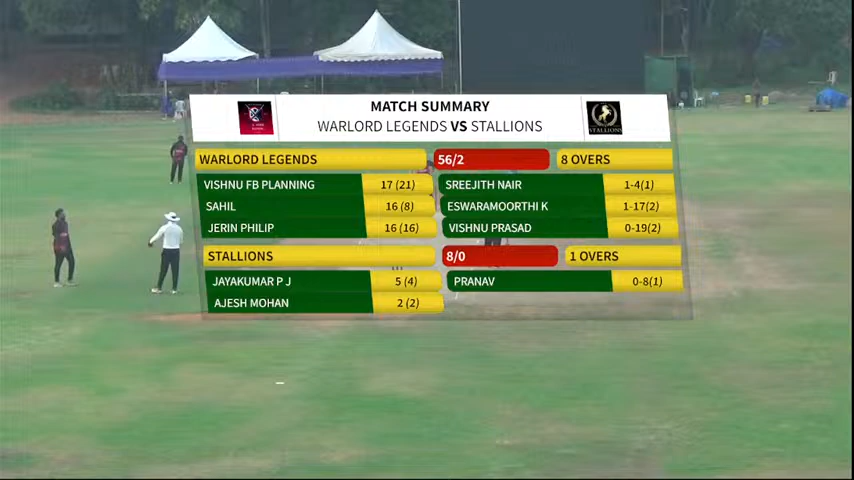 MATCH SUMMARY
WARLORD LEGENDS VS STALLIONS
STALLIONS
WARLORD LEGENDS 56/2 8 OVERS
VISHNU FB PLANNING 17 (21) SREEJITH NAIR 1-4(1)
SAHIL 16 (8) ESWARAMOORTHI K 1-17(2)
JERIN PHILIP 16 (16) VISHNU PRASAD 0-19(2)
STALLIONS 8/0 1 OVERS
JAYAKUMAR P J 5 (4) PRANAV 0-8(1)
AJESH MOHAN 2 (2)